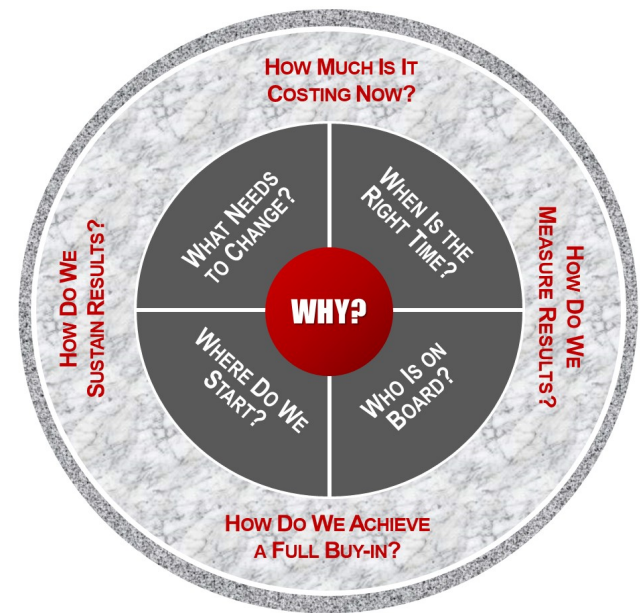 How Much Is It
Costing Now?
What Needs
to Change?
When Is the
Right Time?
How Do We
Sustain Results?
WHY?
How Do We
Measure Results?
Where Do We
Start?
Who Is on
Board?
How Do We Achieve
a Full Buy-in?